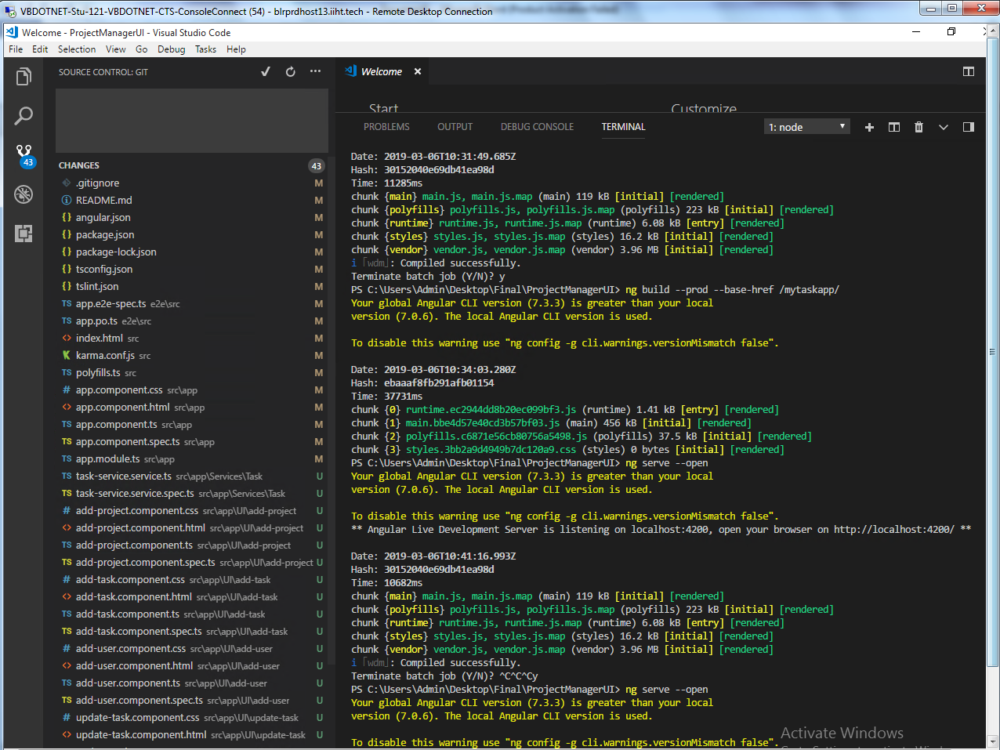 VBDOTNET-Stu-121-VBDOTNET-CTS-ConsoleConnect (54) - blrprdhost13.iiht.tech - Remote Desktop Connection
Welcome - ProjectManagerUI - Visual Studio Code
File Edit Selection View Go Debug Tasks Help
SOURCE CONTROL: GIT
43
CHANGES 43
.gitignore M
README.md M
angular.json M
package.json M
package-lock.json M
tsconfig.json M
tslint.json M
TS app.e2e-spec.ts e2e\src M
TS app.po.ts e2e\src M
index.html src M
karma.conf.js src M
TS polyfills.ts src M
# app.component.css src\app M
app.component.html src\app M
TS app.component.ts src\app M
TS app.component.spec.ts src\app M
TS app.module.ts src\app M
TS task-service.service.ts src\app\Services\Task U
TS task-service.service.spec.ts src\app\Services\Task U
# add-project.component.css src\app\UI\add-project U
<> add-project.component.html src\app\UI\add-project U
TS add-project.component.ts src\app\UI\add-project U
TS add-project.component.spec.ts src\app\UI\add-project U
# add-task.component.css src\app\UI\add-task U
<> add-task.component.html src\app\UI\add-task U
TS add-task.component.ts src\app\UI\add-task U
TS add-task.component.spec.ts src\app\UI\add-task U
# add-user.component.css src\app\UI\add-user U
<> add-user.component.html src\app\UI\add-user U
TS add-user.component.ts src\app\UI\add-user U
TS add-user.component.spec.ts src\app\UI\add-user U
# update-task.component.css src\app\UI\update-task U
<> update-task.component.html src\app\UI\update-task U
Welcome
Start Customize
PROBLEMS OUTPUT DEBUG CONSOLE TERMINAL 1: node
Date: 2019-03-06T10:31:49.685Z
Hash: 30152040e69db41ea98d
Time: 11285ms
chunk {main} main.js, main.js.map (main) 119 kB [initial] [rendered]
chunk {polyfills} polyfills.js, polyfills.js.map (polyfills) 223 kB [initial] [rendered]
chunk {runtime} runtime.js, runtime.js.map (runtime) 6.08 kB [entry] [rendered]
chunk {styles} styles.js, styles.js.map (styles) 16.2 kB [initial] [rendered]
chunk {vendor} vendor.js, vendor.js.map (vendor) 3.96 MB [initial] [rendered]
i ｢wdm｣: Compiled successfully.
Terminate batch job (Y/N)? y
PS C:\Users\Admin\Desktop\Final\ProjectManagerUI> ng build --prod --base-href /mytaskapp/
Your global Angular CLI version (7.3.3) is greater than your local
version (7.0.6). The local Angular CLI version is used.
To disable this warning use "ng config -g cli.warnings.versionMismatch false".
Date: 2019-03-06T10:34:03.280Z
Hash: ebaaaf8fb291afb01154
Time: 37731ms
chunk {0} runtime.ec2944dd8b20ec099bf3.js (runtime) 1.41 kB [entry] [rendered]
chunk {1} main.bbe4d57e40cd3b57bf03.js (main) 456 kB [initial] [rendered]
chunk {2} polyfills.c6871e56cb80756a5498.js (polyfills) 37.5 kB [initial] [rendered]
chunk {3} styles.3bb2a9d4949b7dc120a9.css (styles) 0 bytes [initial] [rendered]
PS C:\Users\Admin\Desktop\Final\ProjectManagerUI> ng serve --open
Your global Angular CLI version (7.3.3) is greater than your local
version (7.0.6). The local Angular CLI version is used.
To disable this warning use "ng config -g cli.warnings.versionMismatch false".
** Angular Live Development Server is listening on localhost:4200, open your browser on http://localhost:4200/ **
Date: 2019-03-06T10:41:16.993Z
Hash: 30152040e69db41ea98d
Time: 10682ms
chunk {main} main.js, main.js.map (main) 119 kB [initial] [rendered]
chunk {polyfills} polyfills.js, polyfills.js.map (polyfills) 223 kB [initial] [rendered]
chunk {runtime} runtime.js, runtime.js.map (runtime) 6.08 kB [entry] [rendered]
chunk {styles} styles.js, styles.js.map (styles) 16.2 kB [initial] [rendered]
chunk {vendor} vendor.js, vendor.js.map (vendor) 3.96 MB [initial] [rendered]
i ｢wdm｣: Compiled successfully.
Terminate batch job (Y/N)? ^C^C^Cy
PS C:\Users\Admin\Desktop\Final\ProjectManagerUI> ng serve --open
Your global Angular CLI version (7.3.3) is greater than your local
version (7.0.6). The local Angular CLI version is used.
To disable this warning use "ng config -g cli.warnings.versionMismatch false".
Activate Windows